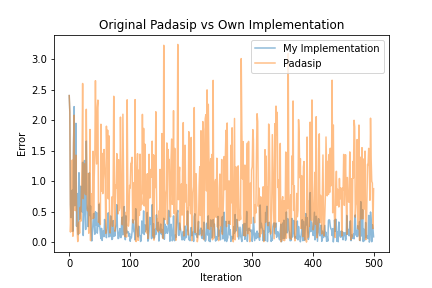 Original Padasip vs Own Implementation
My Implementation
Padasip
Error
3.0
2.5
2.0
1.5
1.0
0.5
0.0
0 100 200 300 400 500
Iteration